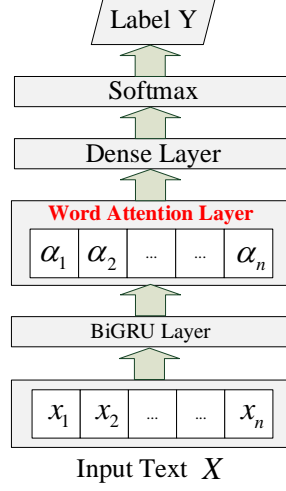 Label Y
Softmax
Dense Layer
Word Attention Layer
α₁ α₂ ... ... αₙ
BiGRU Layer
x₁ x₂ ... ... xₙ
Input Text X